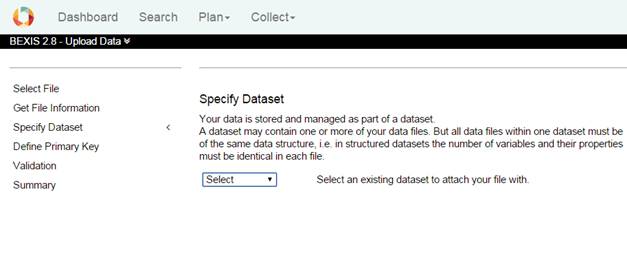 Dashboard Search Plan Collect
BEXIS 2.8 - Upload Data
Select File
Get File Information
Specify Dataset
Define Primary Key
Validation
Summary
Specify Dataset
Your data is stored and managed as part of a dataset.
A dataset may contain one or more of your data files. But all data files within one dataset must be
of the same data structure, i.e. in structured datasets the number of variables and their properties
must be identical in each file.
Select Select an existing dataset to attach your file with.